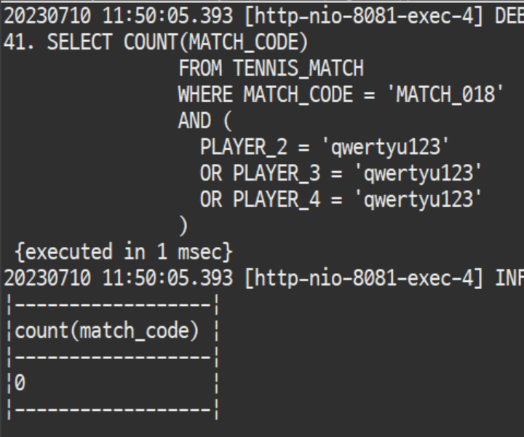 20230710 11:50:05.393 [http-nio-8081-exec-4] DEB
41. SELECT COUNT(MATCH_CODE)
FROM TENNIS_MATCH
WHERE MATCH_CODE = 'MATCH_018'
AND (
PLAYER_2 = 'qwertyu123'
OR PLAYER_3 = 'qwertyu123'
OR PLAYER_4 = 'qwertyu123'
)
{executed in 1 msec}
20230710 11:50:05.393 [http-nio-8081-exec-4] INF
|------------------|
|count(match_code) |
|------------------|
|0                 |
|------------------|